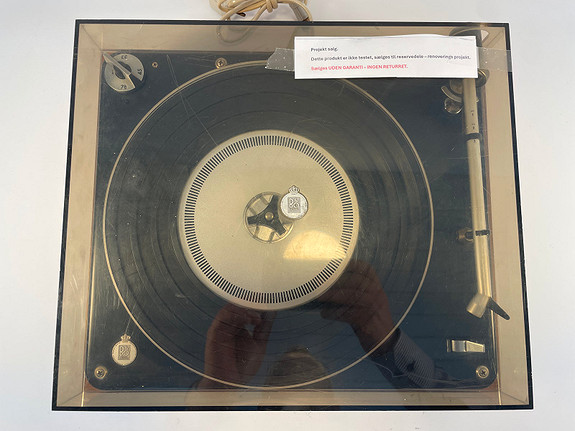 Projekt salg.
Dette produkt er ikke testet, sælges til reservedele - renoverings projekt.
Sælges UDEN GARANTI - INGEN RETURRET.